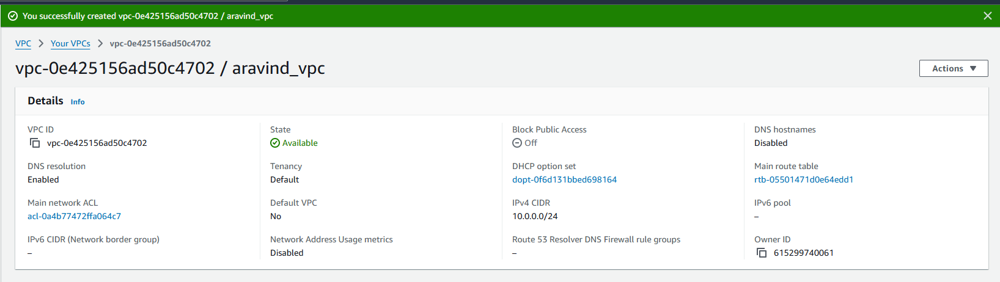 You successfully created vpc-0e425156ad50c4702 / aravind_vpc
VPC > Your VPCs > vpc-0e425156ad50c4702
vpc-0e425156ad50c4702 / aravind_vpc
Actions
Details Info
VPC ID State Block Public Access DNS hostnames
vpc-0e425156ad50c4702 Available Off Disabled
DNS resolution Tenancy DHCP option set Main route table
Enabled Default dopt-0f6d131bbed698164 rtb-05501471d0e64edd1
Main network ACL Default VPC IPv4 CIDR IPv6 pool
acl-0a4b77472ffa064c7 No 10.0.0.0/24 –
IPv6 CIDR (Network border group) Network Address Usage metrics Route 53 Resolver DNS Firewall rule groups Owner ID
– Disabled – 615299740061